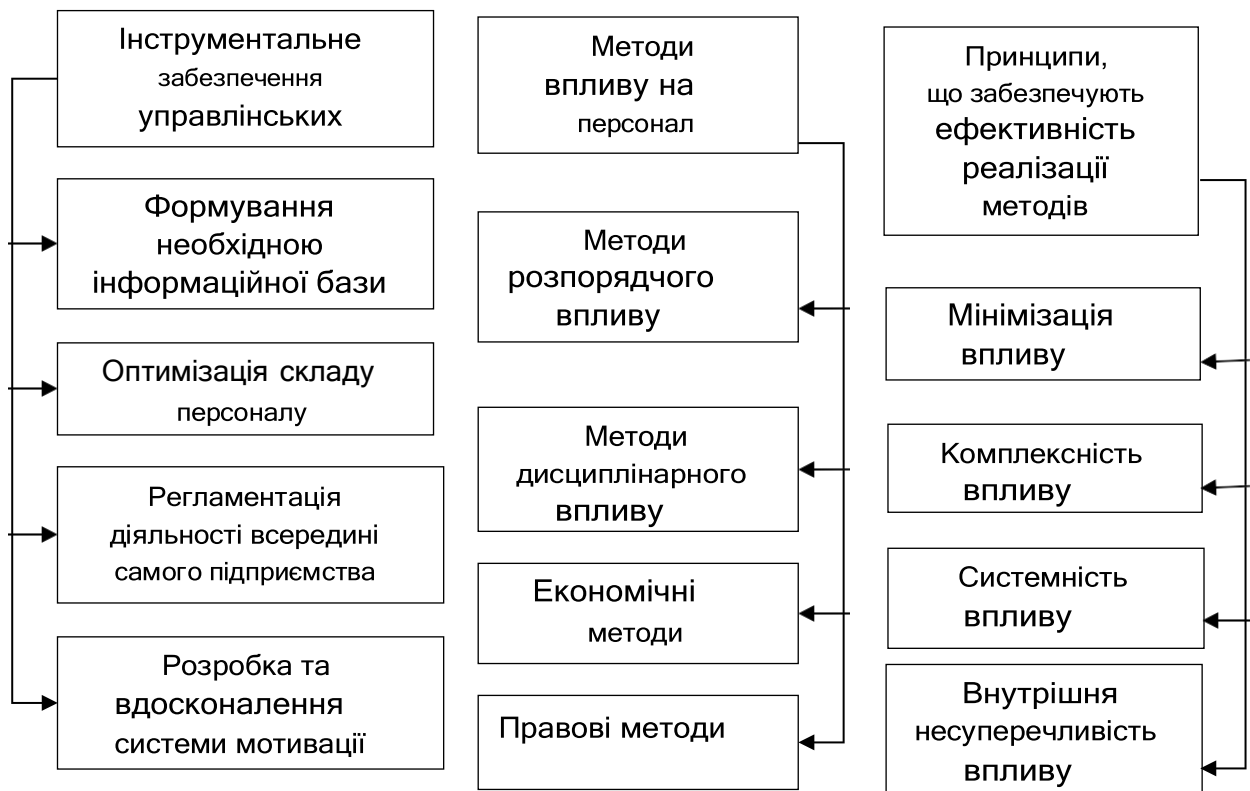 Інструментальне
забезпечення
управлінських
Формування
необхідною
інформаційної бази
Оптимізація складу
персоналу
Регламентація
діяльності всередині
самого підприємства
Розробка та
вдосконалення
системи мотивації
Методи
впливу на
персонал
Методи
розпорядчого
впливу
Методи
дисциплінарного
впливу
Економічні
методи
Правові методи
Принципи,
що забезпечують
ефективність
реалізації
методів
Мінімізація
впливу
Комплексність
впливу
Системність
впливу
Внутрішня
несуперечливість
впливу